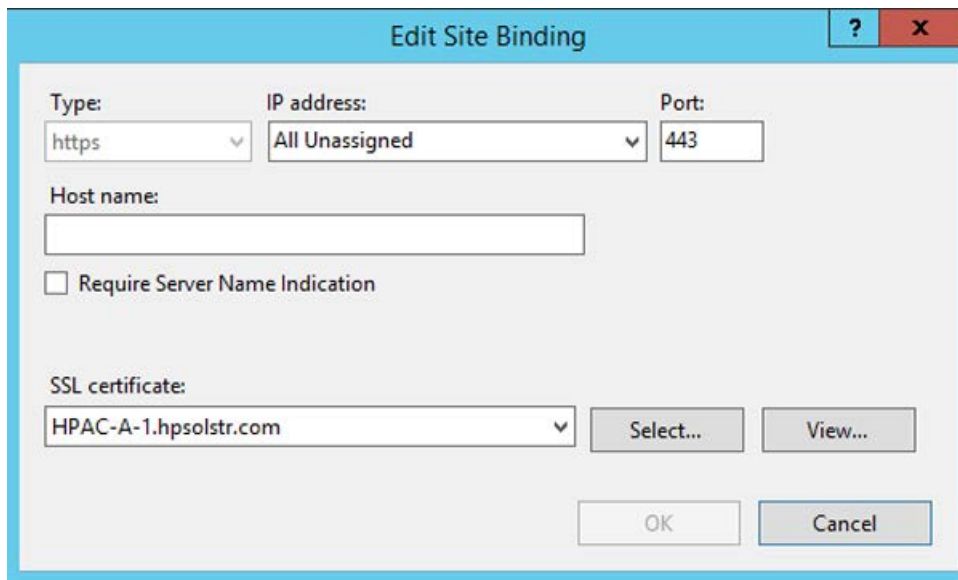 Edit Site Binding
? x
Type: IP address: Port:
https All Unassigned 443
Host name:
Require Server Name Indication
SSL certificate:
HPAC-A-1.hpsolstr.com Select... View...
OK Cancel